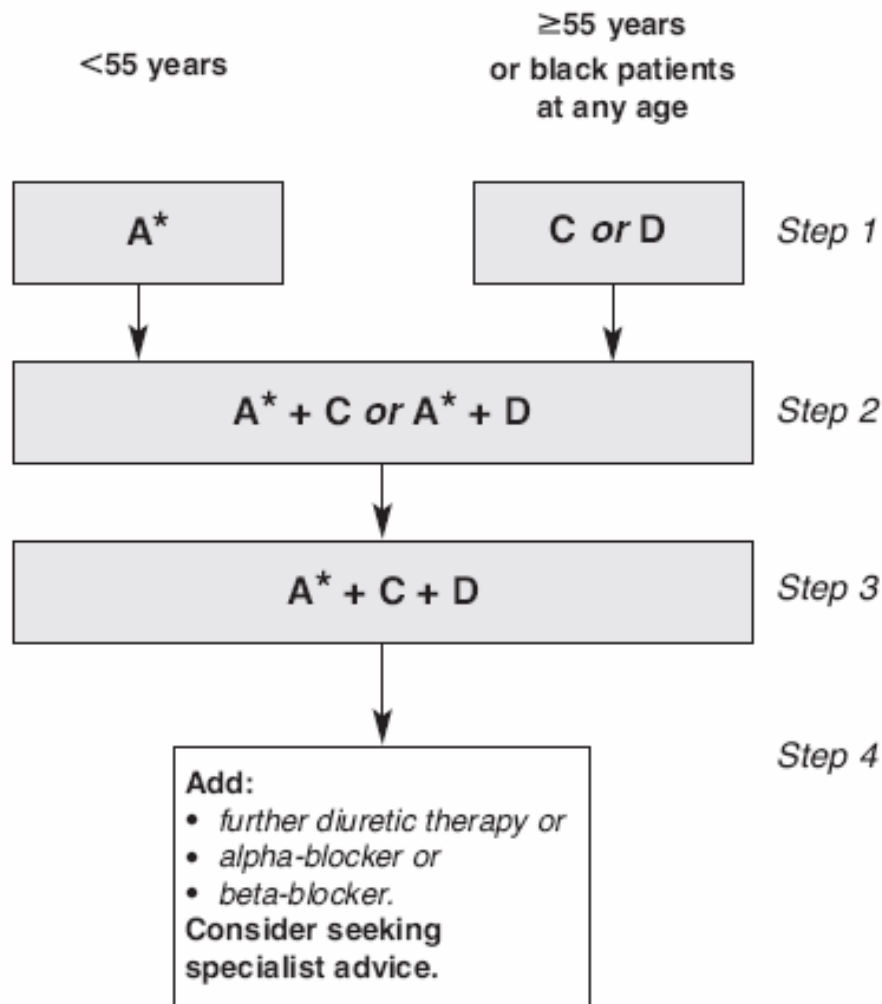 <55 years
≥55 years
or black patients
at any age
A*
C or D
Step 1
A* + C or A* + D
Step 2
A* + C + D
Step 3
Step 4
Add:
• further diuretic therapy or
• alpha-blocker or
• beta-blocker.
Consider seeking
specialist advice.